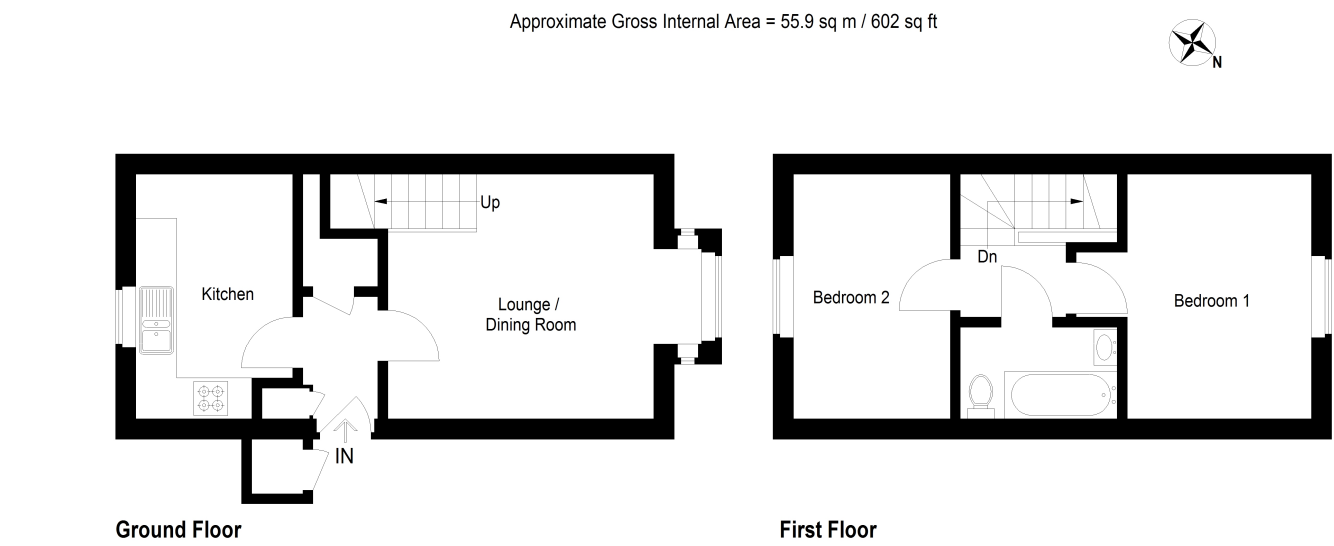 Approximate Gross Internal Area = 55.9 sq m / 602 sq ft
N
Up
Kitchen
Lounge /
Dining Room
IN
Dn
Bedroom 2
Bedroom 1
Ground Floor
First Floor